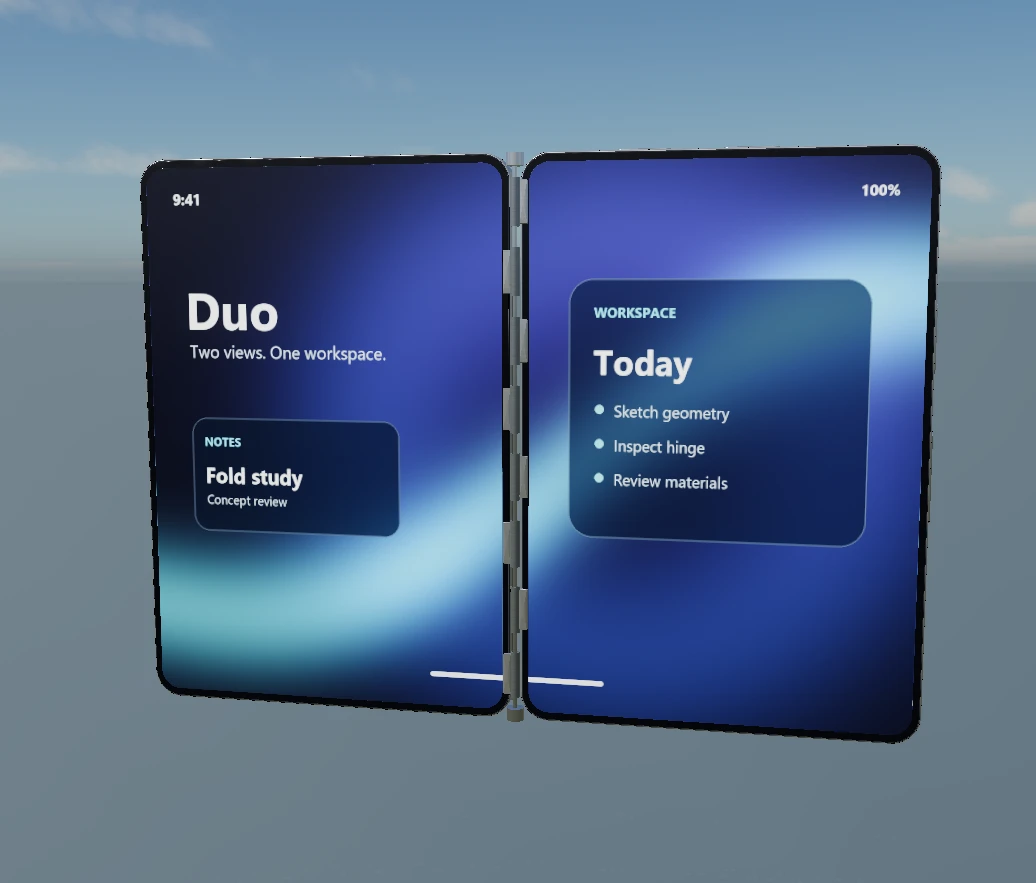 9:41
Duo
Two views. One workspace.
NOTES
Fold study
Concept review
100%
WORKSPACE
Today
Sketch geometry
Inspect hinge
Review materials